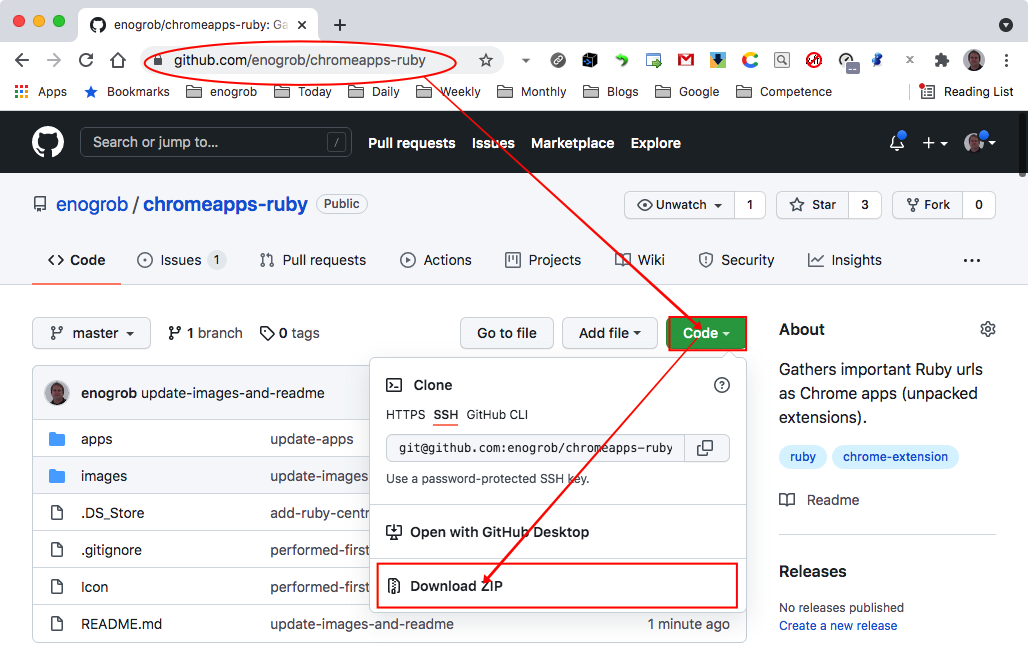 enogrob/chromeapps-ruby: Ga
github.com/enogrob/chromeapps-ruby
Apps Bookmarks enogrob Today Daily Weekly Monthly Blogs Google Competence Reading List
Search or jump to... / Pull requests Issues Marketplace Explore
enogrob / chromeapps-ruby Public Unwatch 1 Star 3 Fork 0
Code Issues 1 Pull requests Actions Projects Wiki Security Insights ...
master 1 branch 0 tags Go to file Add file Code
About
Gathers important Ruby urls
as Chrome apps (unpacked
extensions).
ruby chrome-extension
Readme
Releases
No releases published
Create a new release
Clone
HTTPS SSH GitHub CLI
git@github.com:enogrob/chromeapps-ruby
Use a password-protected SSH key.
Open with GitHub Desktop
Download ZIP
enogrob update-images-and-readme
apps update-apps
images update-images
.DS_Store add-ruby-centr
.gitignore performed-first
Icon performed-first
README.md update-images-and-readme 1 minute ago